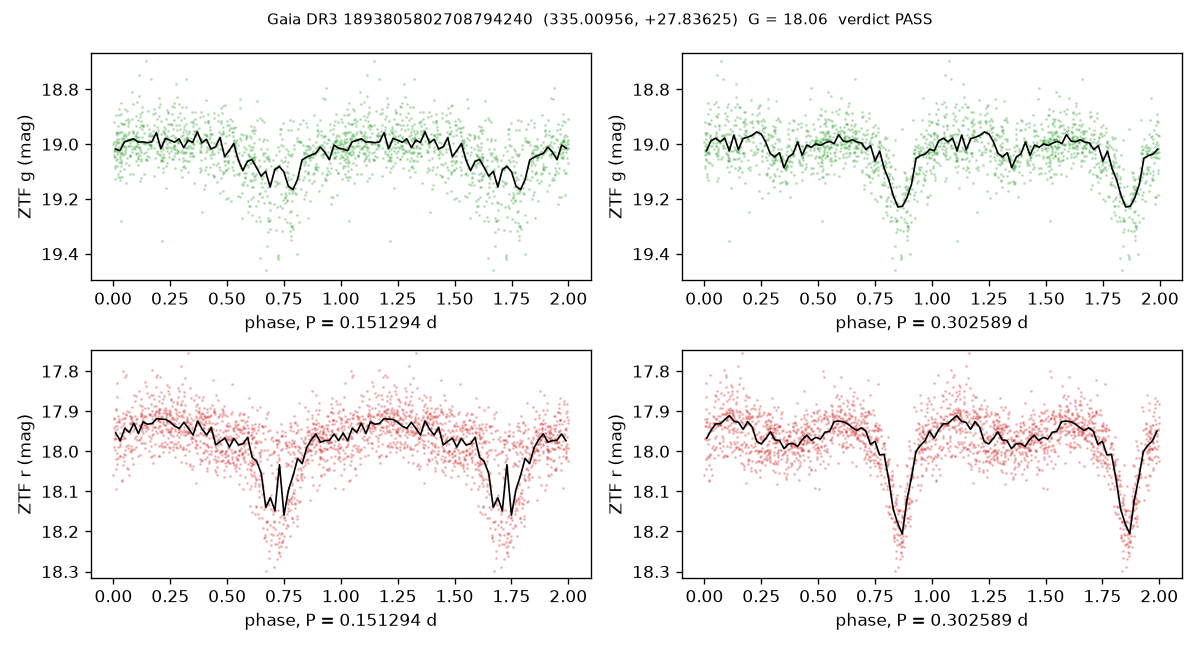 Gaia DR3 1893805802708794240  (335.00956, +27.83625)  G = 18.06  verdict PASS
ZTF g (mag)
18.8
19.0
19.2
19.4
0.00 0.25 0.50 0.75 1.00 1.25 1.50 1.75 2.00
phase, P = 0.151294 d
ZTF g (mag)
18.8
19.0
19.2
19.4
0.00 0.25 0.50 0.75 1.00 1.25 1.50 1.75 2.00
phase, P = 0.302589 d
ZTF r (mag)
17.8
17.9
18.0
18.1
18.2
18.3
0.00 0.25 0.50 0.75 1.00 1.25 1.50 1.75 2.00
phase, P = 0.151294 d
ZTF r (mag)
17.8
17.9
18.0
18.1
18.2
18.3
0.00 0.25 0.50 0.75 1.00 1.25 1.50 1.75 2.00
phase, P = 0.302589 d